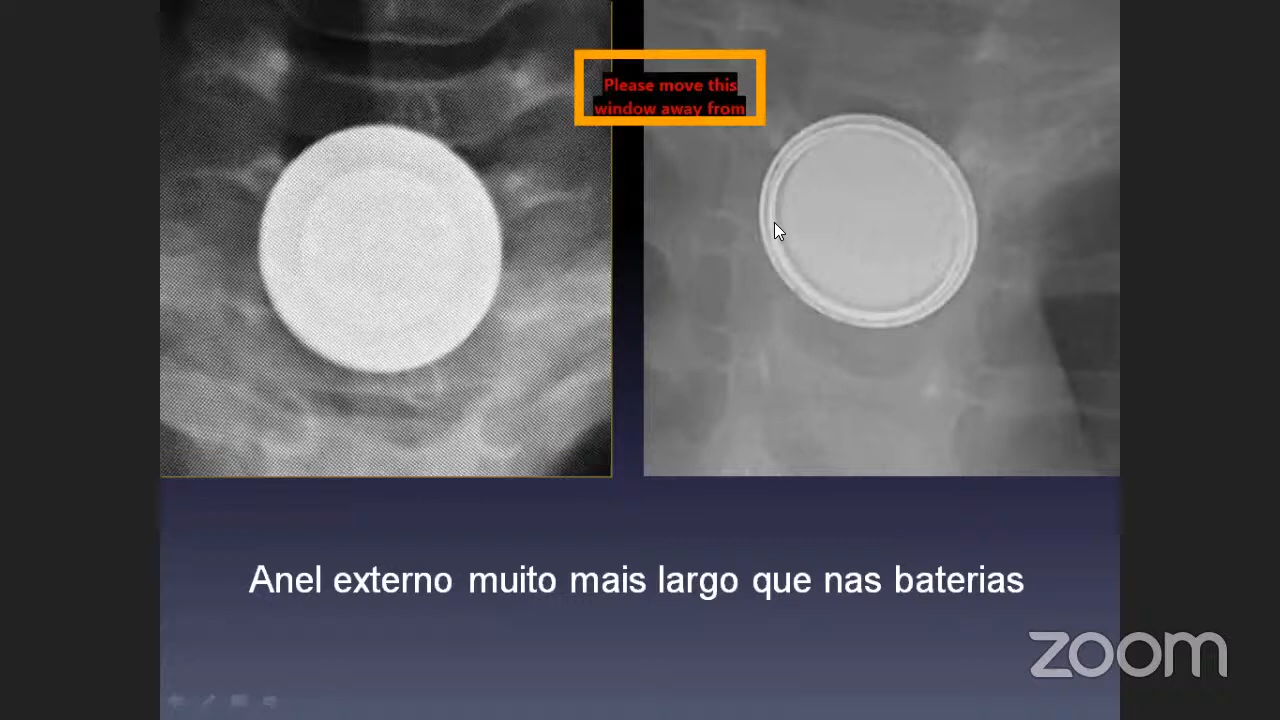 Please move this
window away from
Anel externo muito mais largo que nas baterias
zoom